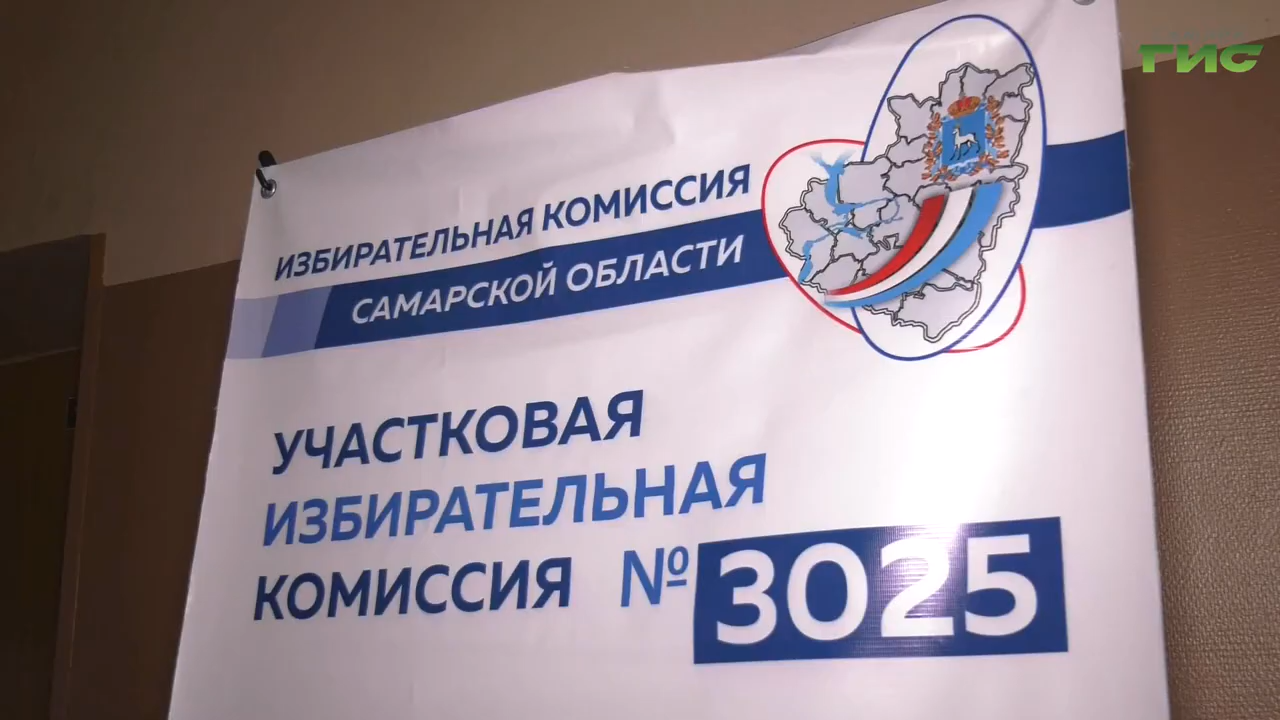 ГИС
ИЗБИРАТЕЛЬНАЯ КОМИССИЯ
САМАРСКОЙ ОБЛАСТИ
УЧАСТКОВАЯ
ИЗБИРАТЕЛЬНАЯ
КОМИССИЯ №3025